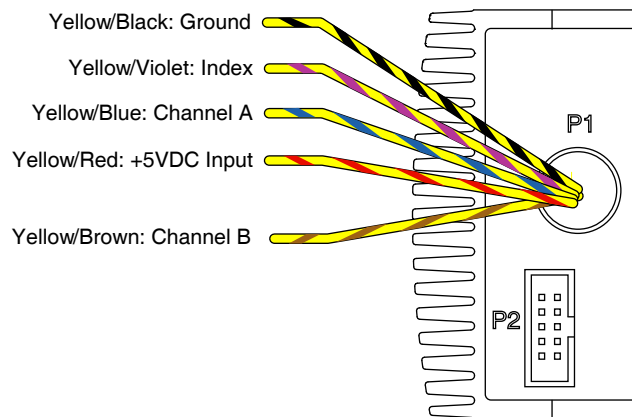 Yellow/Black: Ground
Yellow/Violet: Index
Yellow/Blue: Channel A
Yellow/Red: +5VDC Input
Yellow/Brown: Channel B
P1
P2